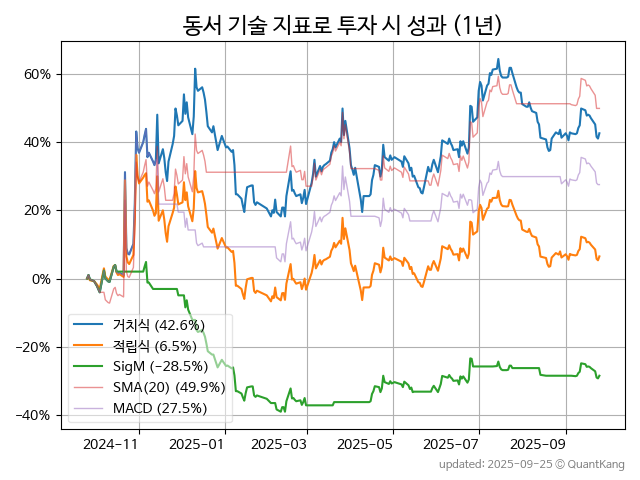 동서 기술 지표로 투자 시 성과 (1년)
60%
40%
20%
0%
−20%
−40%
거치식 (42.6%)
적립식 (6.5%)
SigM (−28.5%)
SMA(20) (49.9%)
MACD (27.5%)
2024-11 2025-01 2025-03 2025-05 2025-07 2025-09
updated: 2025-09-25 © QuantKang